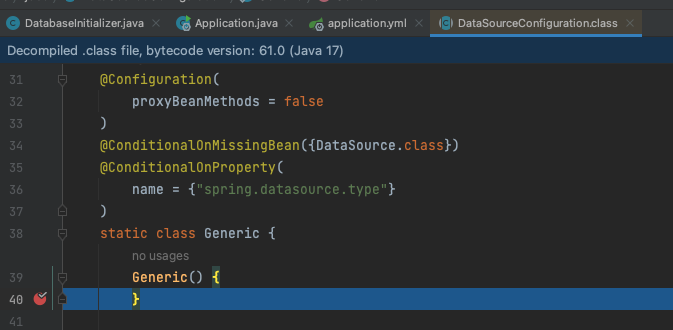 DatabaseInitializer.java Application.java application.yml DataSourceConfiguration.class
Decompiled .class file, bytecode version: 61.0 (Java 17)
31 @Configuration(
32 proxyBeanMethods = false
33 )
34 @ConditionalOnMissingBean({DataSource.class})
35 @ConditionalOnProperty(
36 name = {"spring.datasource.type"}
37 )
38 static class Generic {
no usages
39 Generic() {
40 }
41